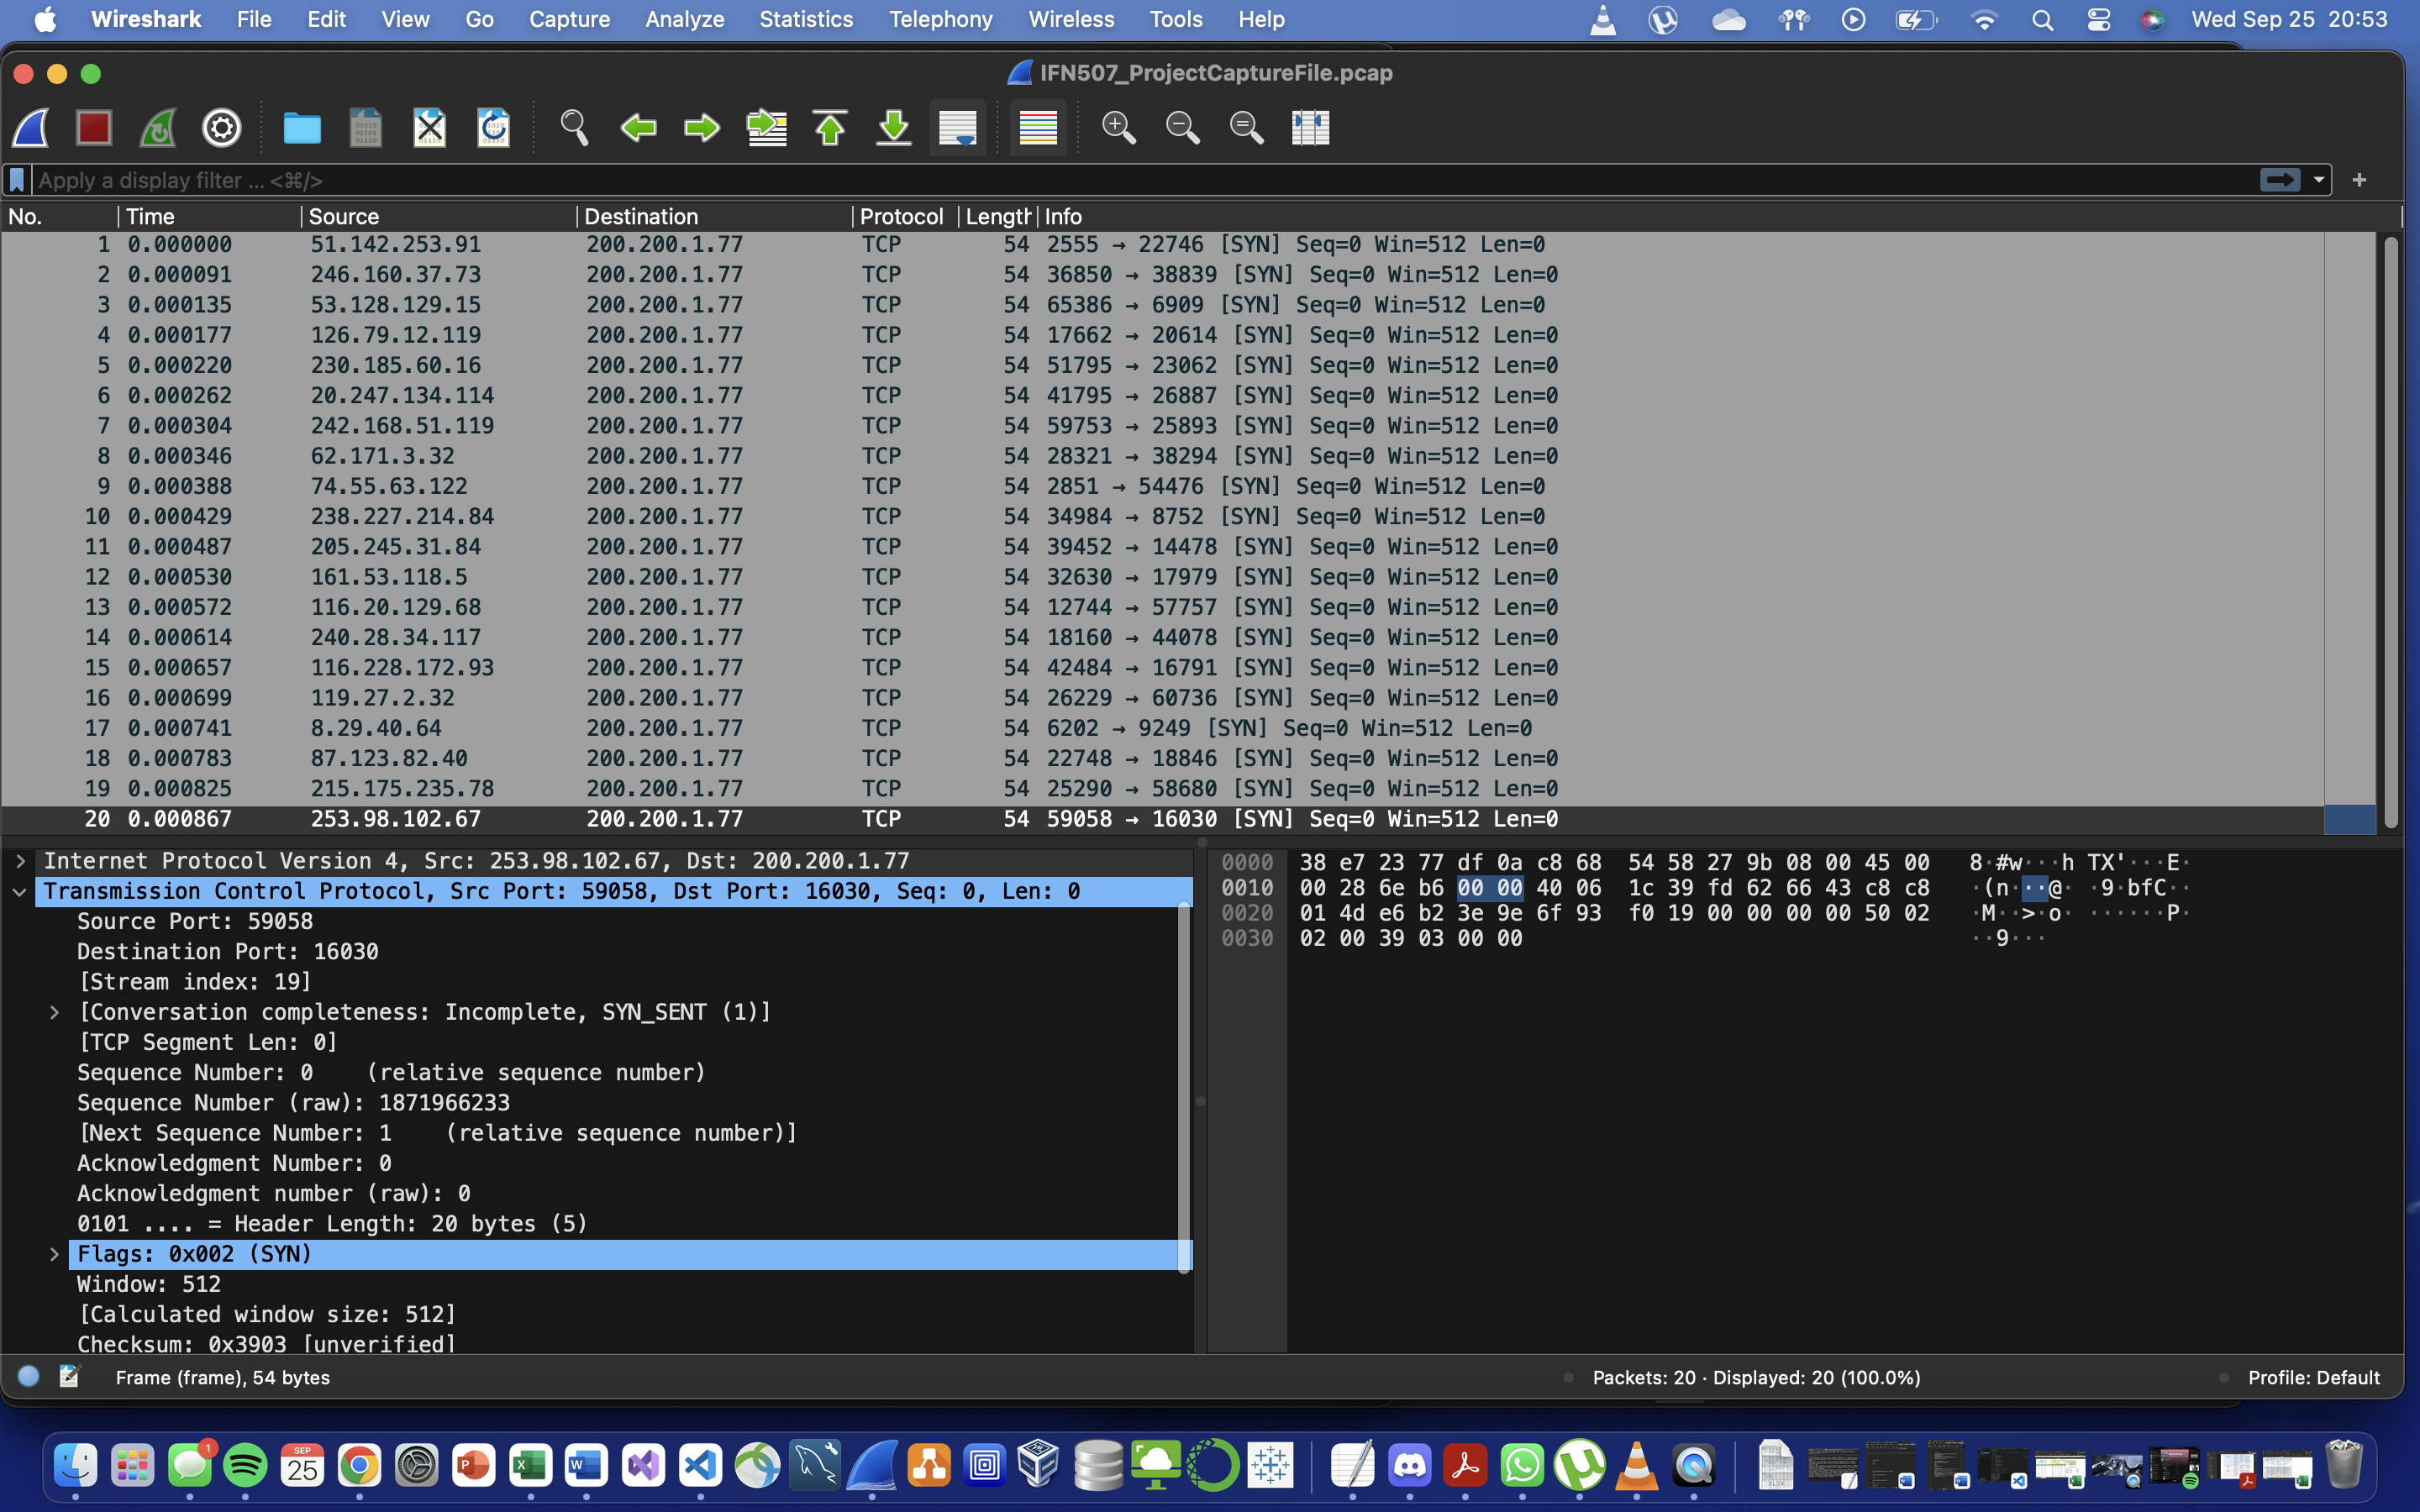 Wireshark File Edit View Go Capture Analyze Statistics Telephony Wireless Tools Help Wed Sep 25 20:53
IFN507_ProjectCaptureFile.pcap
Apply a display filter ... <⌘/>
No. Time Source Destination Protocol Length Info
1 0.000000 51.142.253.91 200.200.1.77 TCP 54 2555 → 22746 [SYN] Seq=0 Win=512 Len=0
2 0.000091 246.160.37.73 200.200.1.77 TCP 54 36850 → 38839 [SYN] Seq=0 Win=512 Len=0
3 0.000135 53.128.129.15 200.200.1.77 TCP 54 65386 → 6909 [SYN] Seq=0 Win=512 Len=0
4 0.000177 126.79.12.119 200.200.1.77 TCP 54 17662 → 20614 [SYN] Seq=0 Win=512 Len=0
5 0.000220 230.185.60.16 200.200.1.77 TCP 54 51795 → 23062 [SYN] Seq=0 Win=512 Len=0
6 0.000262 20.247.134.114 200.200.1.77 TCP 54 41795 → 26887 [SYN] Seq=0 Win=512 Len=0
7 0.000304 242.168.51.119 200.200.1.77 TCP 54 59753 → 25893 [SYN] Seq=0 Win=512 Len=0
8 0.000346 62.171.3.32 200.200.1.77 TCP 54 28321 → 38294 [SYN] Seq=0 Win=512 Len=0
9 0.000388 74.55.63.122 200.200.1.77 TCP 54 2851 → 54476 [SYN] Seq=0 Win=512 Len=0
10 0.000429 238.227.214.84 200.200.1.77 TCP 54 34984 → 8752 [SYN] Seq=0 Win=512 Len=0
11 0.000487 205.245.31.84 200.200.1.77 TCP 54 39452 → 14478 [SYN] Seq=0 Win=512 Len=0
12 0.000530 161.53.118.5 200.200.1.77 TCP 54 32630 → 17979 [SYN] Seq=0 Win=512 Len=0
13 0.000572 116.20.129.68 200.200.1.77 TCP 54 12744 → 57757 [SYN] Seq=0 Win=512 Len=0
14 0.000614 240.28.34.117 200.200.1.77 TCP 54 18160 → 44078 [SYN] Seq=0 Win=512 Len=0
15 0.000657 116.228.172.93 200.200.1.77 TCP 54 42484 → 16791 [SYN] Seq=0 Win=512 Len=0
16 0.000699 119.27.2.32 200.200.1.77 TCP 54 26229 → 60736 [SYN] Seq=0 Win=512 Len=0
17 0.000741 8.29.40.64 200.200.1.77 TCP 54 6202 → 9249 [SYN] Seq=0 Win=512 Len=0
18 0.000783 87.123.82.40 200.200.1.77 TCP 54 22748 → 18846 [SYN] Seq=0 Win=512 Len=0
19 0.000825 215.175.235.78 200.200.1.77 TCP 54 25290 → 58680 [SYN] Seq=0 Win=512 Len=0
20 0.000867 253.98.102.67 200.200.1.77 TCP 54 59058 → 16030 [SYN] Seq=0 Win=512 Len=0
Internet Protocol Version 4, Src: 253.98.102.67, Dst: 200.200.1.77
Transmission Control Protocol, Src Port: 59058, Dst Port: 16030, Seq: 0, Len: 0
Source Port: 59058
Destination Port: 16030
[Stream index: 19]
[Conversation completeness: Incomplete, SYN_SENT (1)]
[TCP Segment Len: 0]
Sequence Number: 0 (relative sequence number)
Sequence Number (raw): 1871966233
[Next Sequence Number: 1 (relative sequence number)]
Acknowledgment Number: 0
Acknowledgment number (raw): 0
0101 .... = Header Length: 20 bytes (5)
Flags: 0x002 (SYN)
Window: 512
[Calculated window size: 512]
Checksum: 0x3903 [unverified]
0000 38 e7 23 77 df 0a c8 68 54 58 27 9b 08 00 45 00 8·#w···h TX'···E·
0010 00 28 6e b6 00 00 40 06 1c 39 fd 62 66 43 c8 c8 ·(n···@· ·9·bfC··
0020 01 4d e6 b2 3e 9e 6f 93 f0 19 00 00 00 00 50 02 ·M··>·o· ······P·
0030 02 00 39 03 00 00 ··9···
Frame (frame), 54 bytes Packets: 20 · Displayed: 20 (100.0%) Profile: Default
1
SEP
25